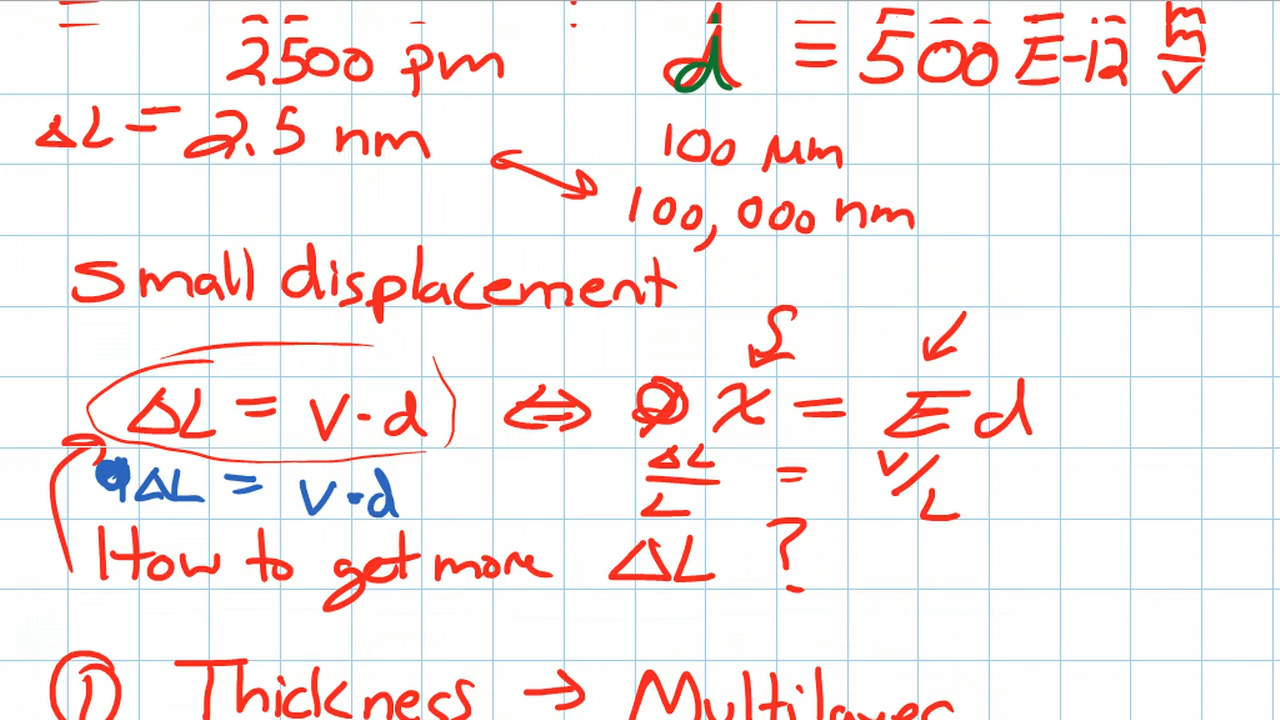 = 2500 pm : d ≡ 500 E-12 m/V
ΔL = 2.5 nm
100 μm
100,000 nm
small displacement
S
ΔL = V·d ⇔ x = E d
ΔL = V·d
ΔL/L = V/L
How to get more ΔL ?
① Thickness → Multilayer